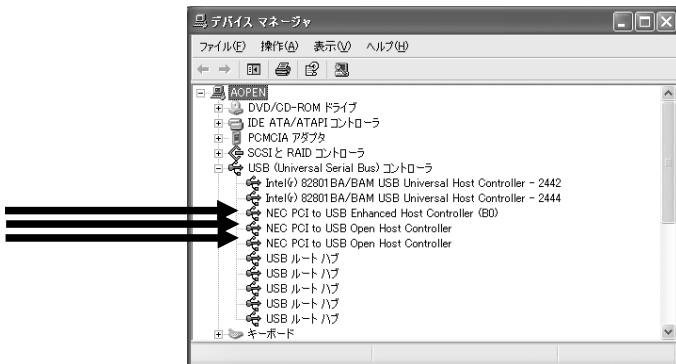 デバイス マネージャ
ファイル(F) 操作(A) 表示(V) ヘルプ(H)
AOPEN
DVD/CD-ROM ドライブ
IDE ATA/ATAPI コントローラ
PCMCIA アダプタ
SCSI と RAID コントローラ
USB (Universal Serial Bus) コントローラ
Intel(r) 82801BA/BAM USB Universal Host Controller - 2442
Intel(r) 82801BA/BAM USB Universal Host Controller - 2444
NEC PCI to USB Enhanced Host Controller (B0)
NEC PCI to USB Open Host Controller
NEC PCI to USB Open Host Controller
USB ルート ハブ
USB ルート ハブ
USB ルート ハブ
USB ルート ハブ
USB ルート ハブ
キーボード